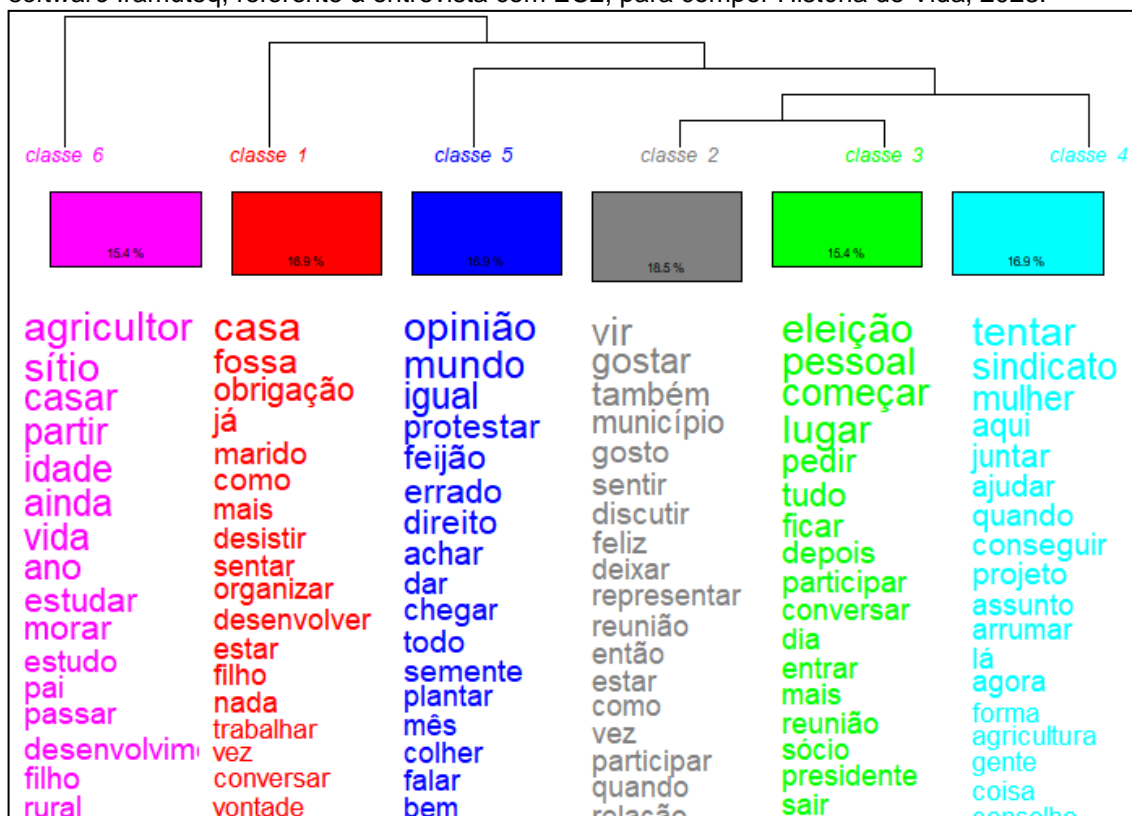 software Iramuteq, referente à entrevista com para compor História de Vida,
classe 6
classe 1
classe 5
classe 2
classe 3
classe 4
15.4 %
16.9 %
16.9 %
18.5 %
15.4 %
16.9 %
agricultor
sítio
casar
partir
idade
ainda
vida
ano
estudar
morar
estudo
pai
passar
desenvolvim
filho
rural
casa
fossa
obrigação
já
marido
como
mais
desistir
sentar
organizar
desenvolver
estar
filho
nada
trabalhar
vez
conversar
vontade
opinião
mundo
igual
protestar
feijão
errado
direito
achar
dar
chegar
todo
semente
plantar
mês
colher
falar
bem
vir
gostar
também
município
gosto
sentir
discutir
feliz
deixar
representar
reunião
então
estar
como
vez
participar
quando
relação
eleição
pessoal
começar
lugar
pedir
tudo
ficar
depois
participar
conversar
dia
entrar
mais
reunião
sócio
presidente
sair
tentar
sindicato
mulher
aqui
juntar
ajudar
quando
conseguir
projeto
assunto
arrumar
lá
agora
forma
agricultura
gente
coisa
conselho